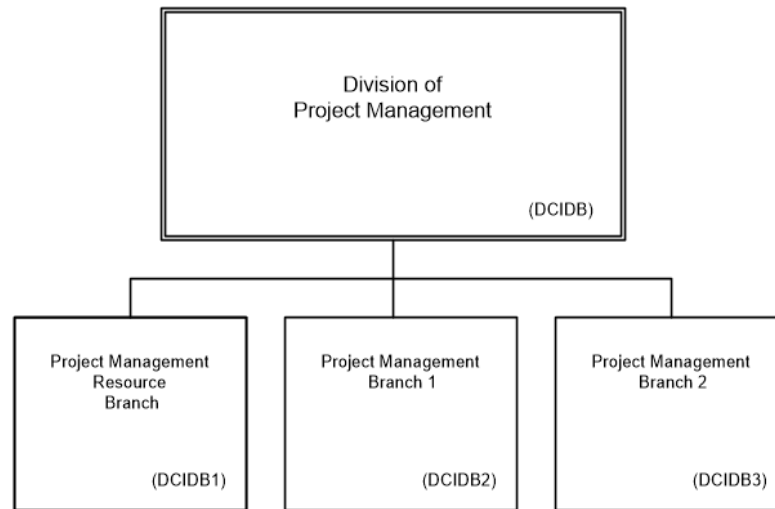 Division of
Project Management
(DCIDB)
Project Management
Resource
Branch
(DCIDB1)
Project Management
Branch 1
(DCIDB2)
Project Management
Branch 2
(DCIDB3)